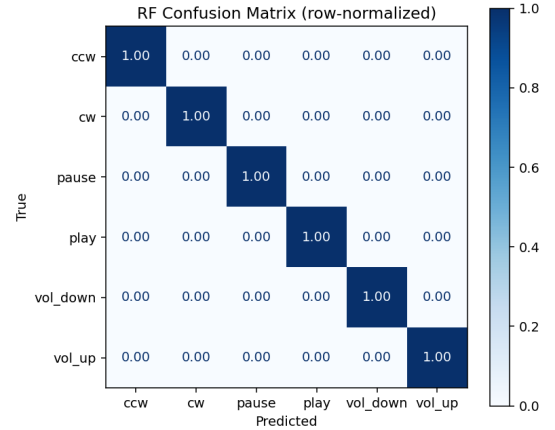 RF Confusion Matrix (row-normalized)
1.0
ccw 1.00 0.00 0.00 0.00 0.00 0.00
0.8
cw 0.00 1.00 0.00 0.00 0.00 0.00
pause 0.00 0.00 1.00 0.00 0.00 0.00
0.6
True
play 0.00 0.00 0.00 1.00 0.00 0.00
0.4
vol_down 0.00 0.00 0.00 0.00 1.00 0.00
0.2
vol_up 0.00 0.00 0.00 0.00 0.00 1.00
0.0
ccw cw pause play vol_down vol_up
Predicted